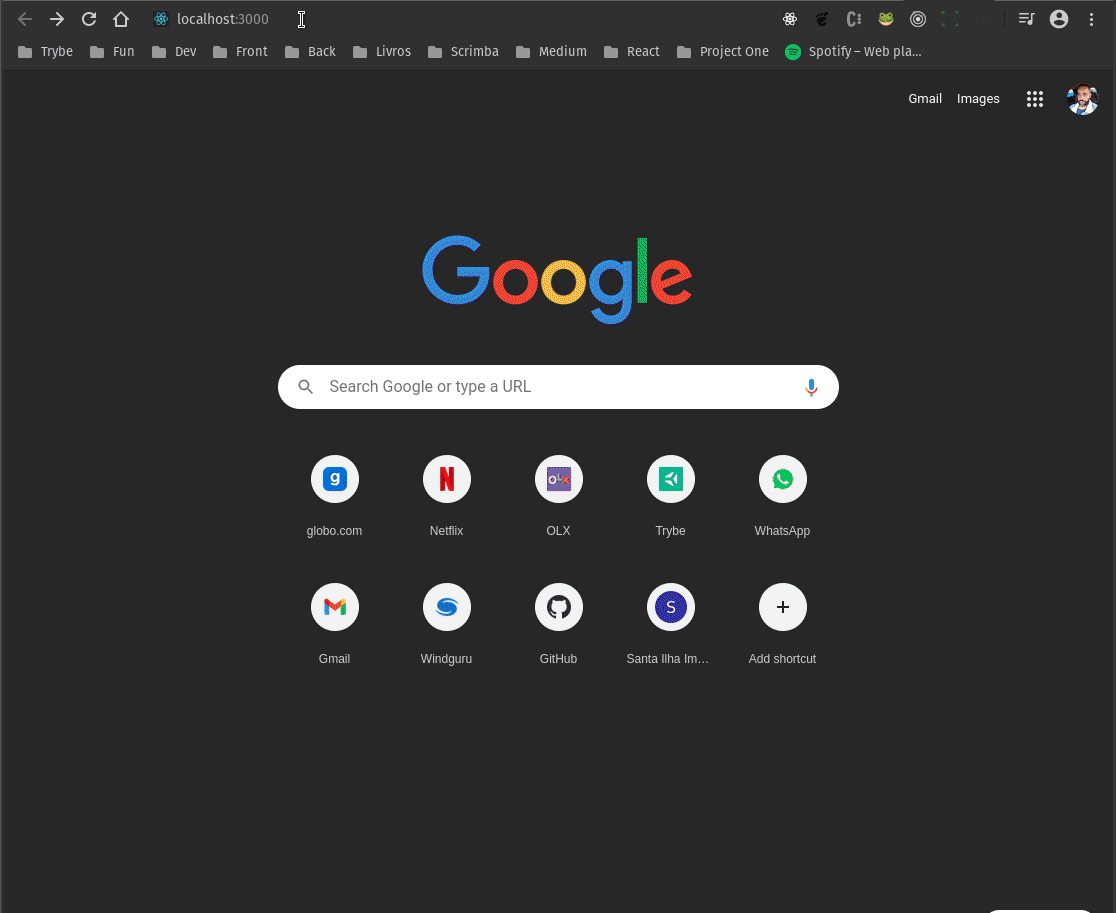 localhost:3000
Trybe Fun Dev Front Back Livros Scrimba Medium React Project One Spotify – Web pla...
Gmail Images
Google
Search Google or type a URL
g N OLX
globo.com Netflix OLX Trybe WhatsApp
S
Gmail Windguru GitHub Santa Ilha Im... Add shortcut